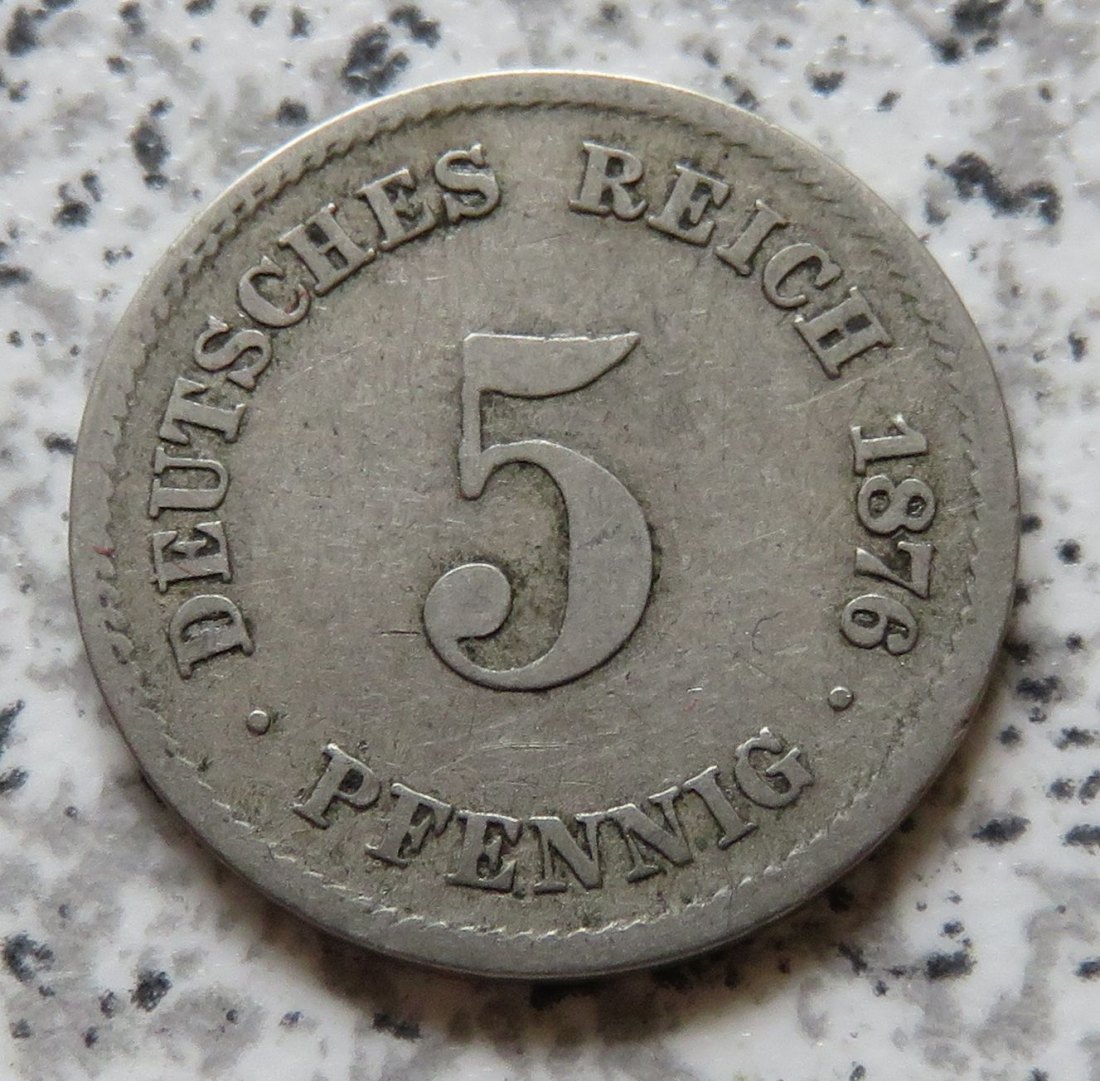 DEUTSCHES REICH 1876
5
· PFENNIG ·